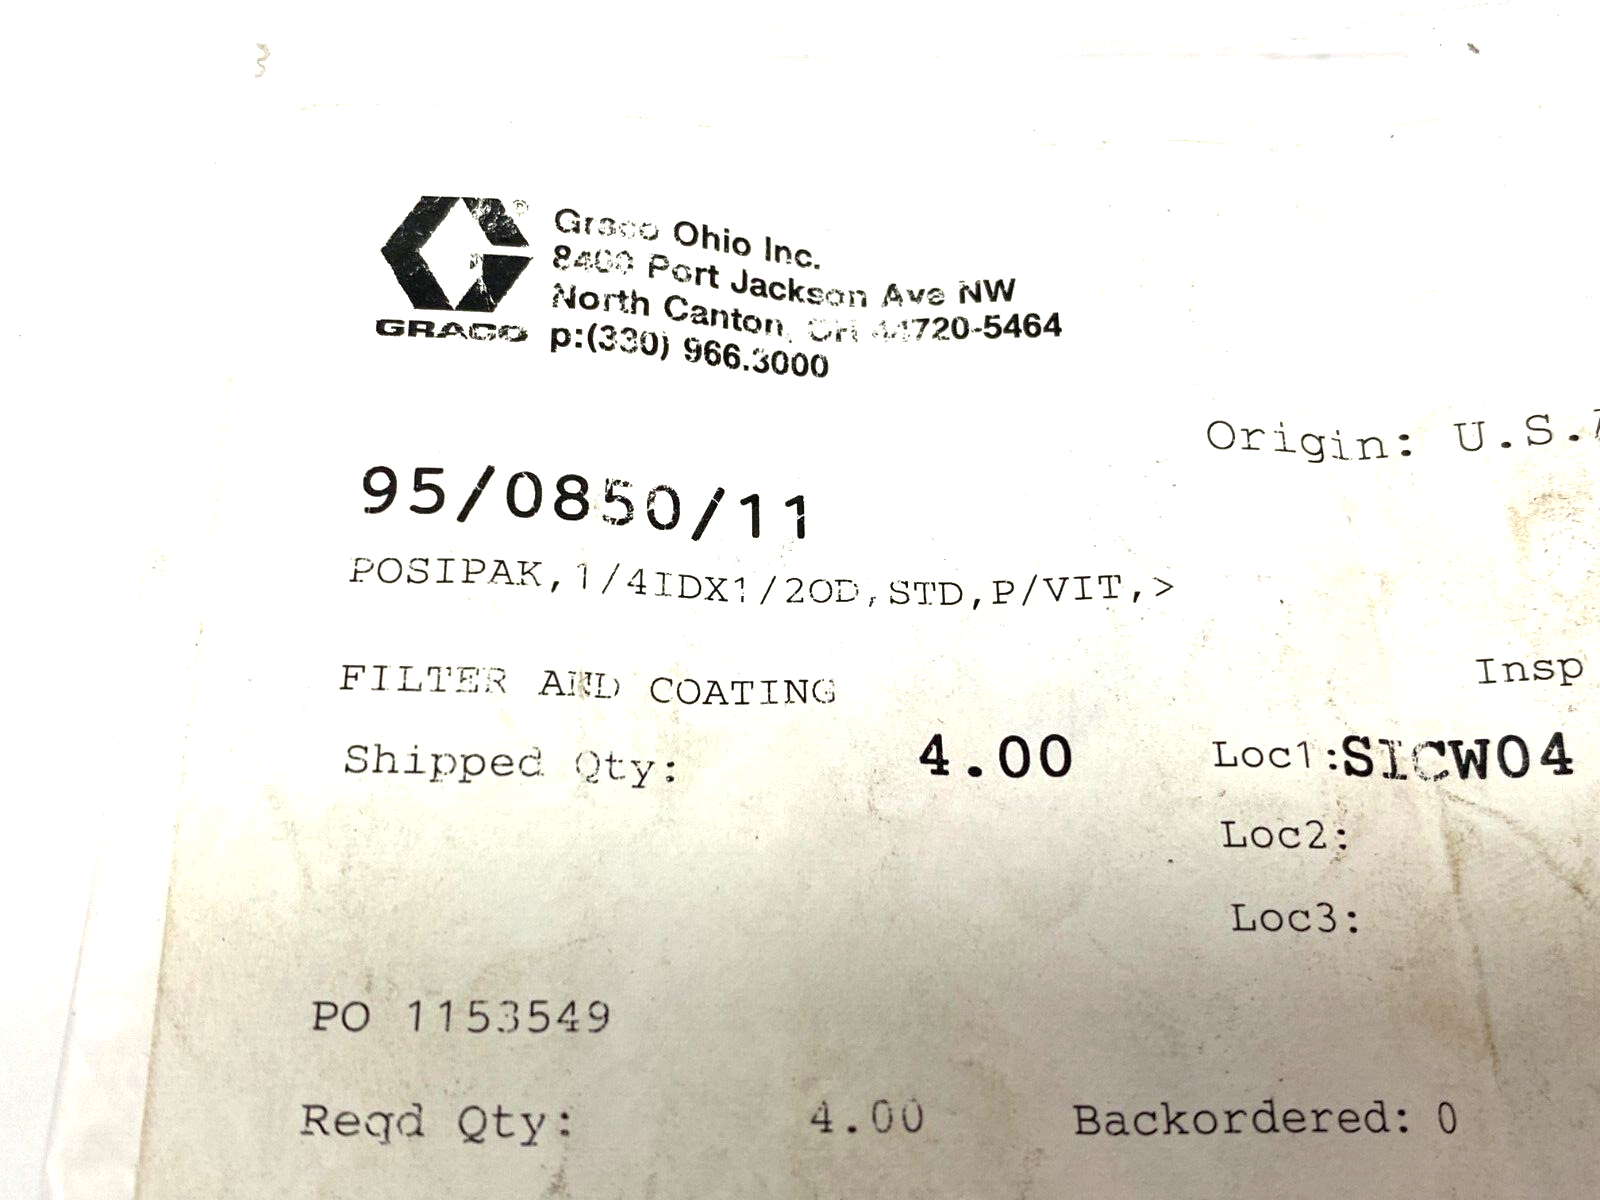 GRACO
®
Graco Ohio Inc.
8400 Port Jackson Ave NW
North Canton, OH 44720-5464
p:(330) 966.3000
Origin: U.S.A
95/0850/11
POSIPAK,1/4IDX1/2OD,STD,P/VIT,>
FILTER AND COATING
Insp
Shipped Qty: 4.00 Loc1:SICW04
Loc2:
Loc3:
PO 1153549
Reqd Qty: 4.00 Backordered: 0